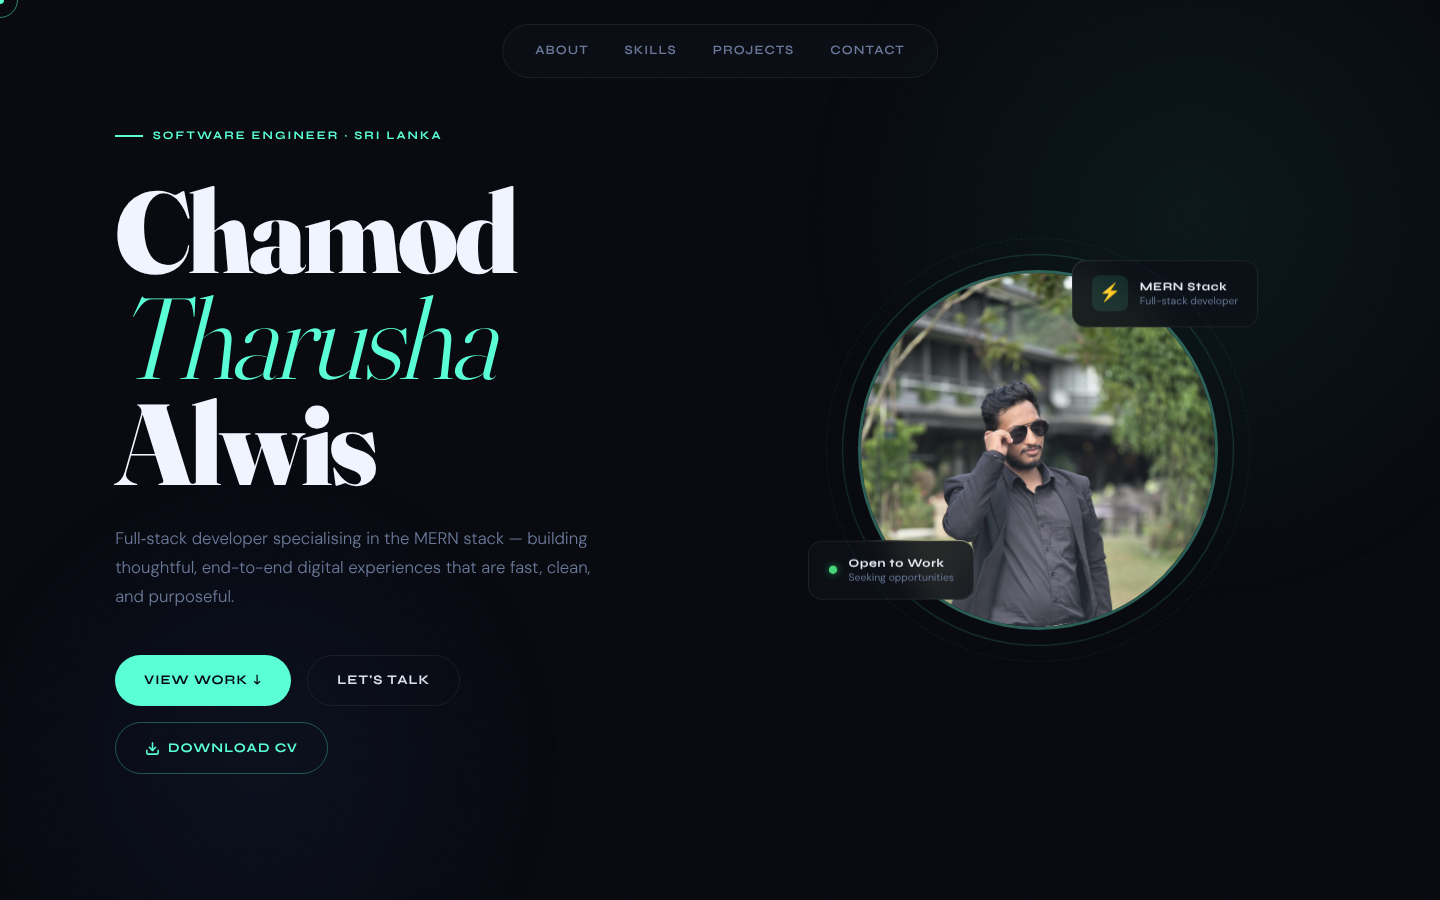 ABOUT SKILLS PROJECTS CONTACT
SOFTWARE ENGINEER · SRI LANKA
Chamod
Tharusha
Alwis
Full-stack developer specialising in the MERN stack — building
thoughtful, end-to-end digital experiences that are fast, clean,
and purposeful.
VIEW WORK ↓
LET'S TALK
DOWNLOAD CV
MERN Stack
Full-stack developer
Open to Work
Seeking opportunities